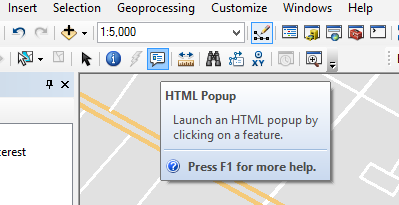 Insert Selection Geoprocessing Customize Windows Help
1:5,000
XY
HTML Popup
Launch an HTML popup by
clicking on a feature.
Press F1 for more help.
erest